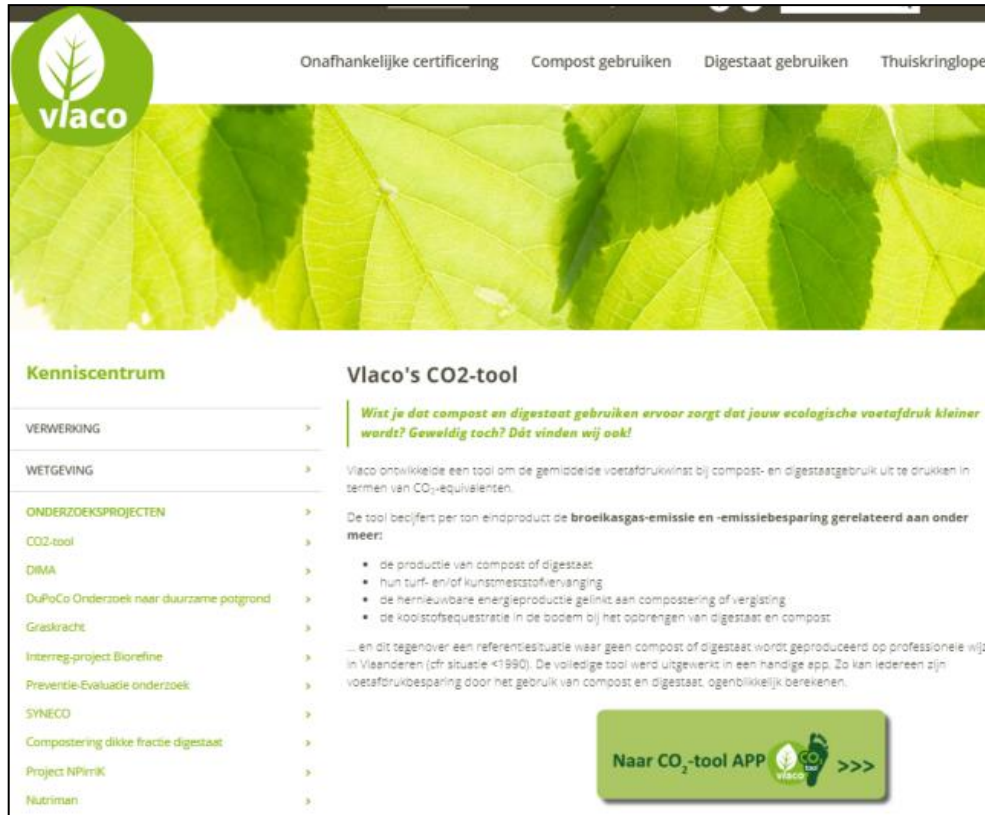 vlaco
Onafhankelijke certificering Compost gebruiken Digestaat gebruiken Thuiskringlope
Kenniscentrum
VERWERKING
WETGEVING
ONDERZOEKSPROJECTEN
CO2-tool
DIMA
DuPoCo Onderzoek naar duurzame potgrond
Graskracht
Interreg-project Biorefine
Preventie-Evaluatie onderzoek
SYNECO
Compostering dikke fractie digestaat
Project NPirriK
Nutriman
Vlaco's CO2-tool
Wist je dat compost en digestaat gebruiken ervoor zorgt dat jouw ecologische voetafdruk kleiner
wordt? Geweldig toch? Dát vinden wij ook!
Vlaco ontwikkelde een tool om de gemiddelde voetafdrukwinst bij compost- en digestaatgebruik uit te drukken in
termen van CO₂-equivalenten.
De tool becijfert per ton eindproduct de broeikasgas-emissie en -emissiebesparing gerelateerd aan onder
meer:
• de productie van compost of digestaat
• hun turf- en/of kunstmeststofvervanging
• de hernieuwbare energieproductie gelinkt aan compostering of vergisting
• de koolstofsequestratie in de bodem bij het opbrengen van digestaat en compost
... en dit tegenover een referentiesituatie waar geen compost of digestaat wordt geproduceerd op professionele wijz
in Vlaanderen (cfr situatie <1990). De volledige tool werd uitgewerkt in een handige app. Zo kan iedereen zijn
voetafdrukbesparing door het gebruik van compost en digestaat, ogenblikkelijk berekenen.
Naar CO₂-tool APP vlaco CO₂ tool >>>